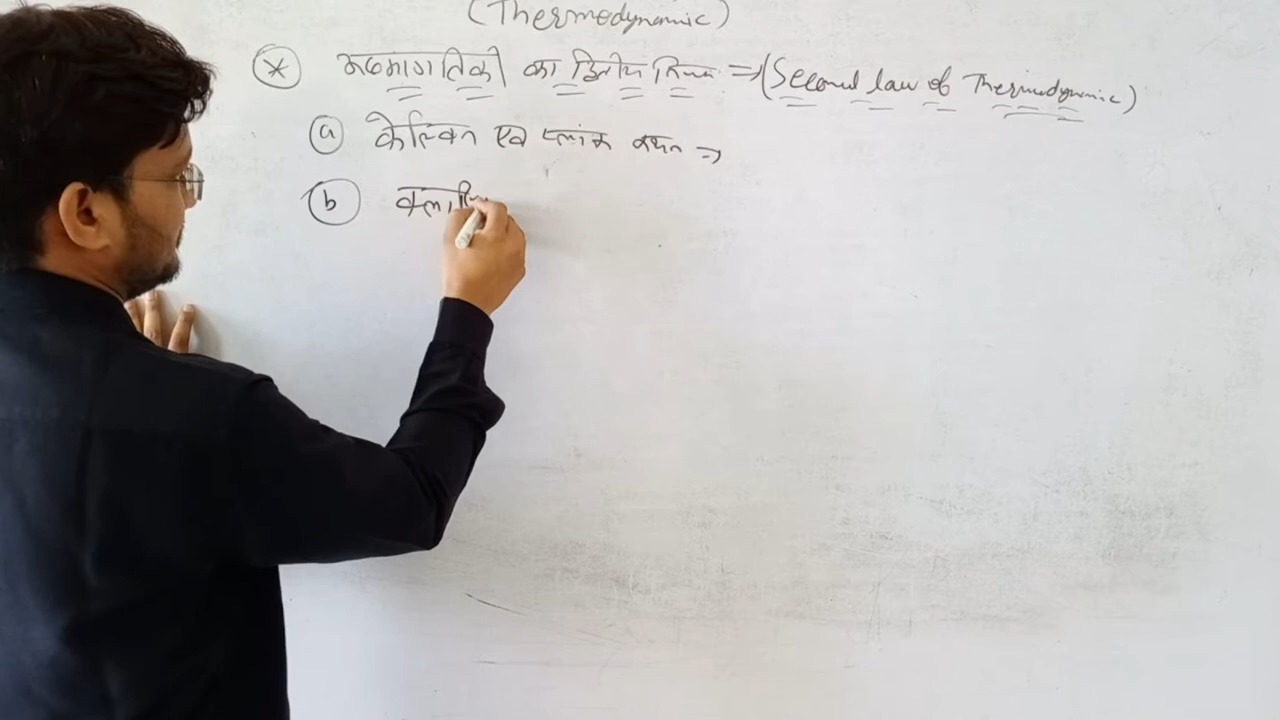 (Thermodynamic)
* ऊष्मागतिकी का द्वितीय नियम => (Second law of Thermodynamic)
a केल्विन एवं प्लांक कथन =>
b क्लासि